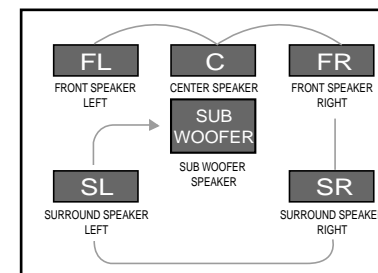 FL
FRONT SPEAKER
LEFT
C
CENTER SPEAKER
FR
FRONT SPEAKER
RIGHT
SUB
WOOFER
SUB WOOFER
SPEAKER
SL
SURROUND SPEAKER
LEFT
SR
SURROUND SPEAKE
RIGHT